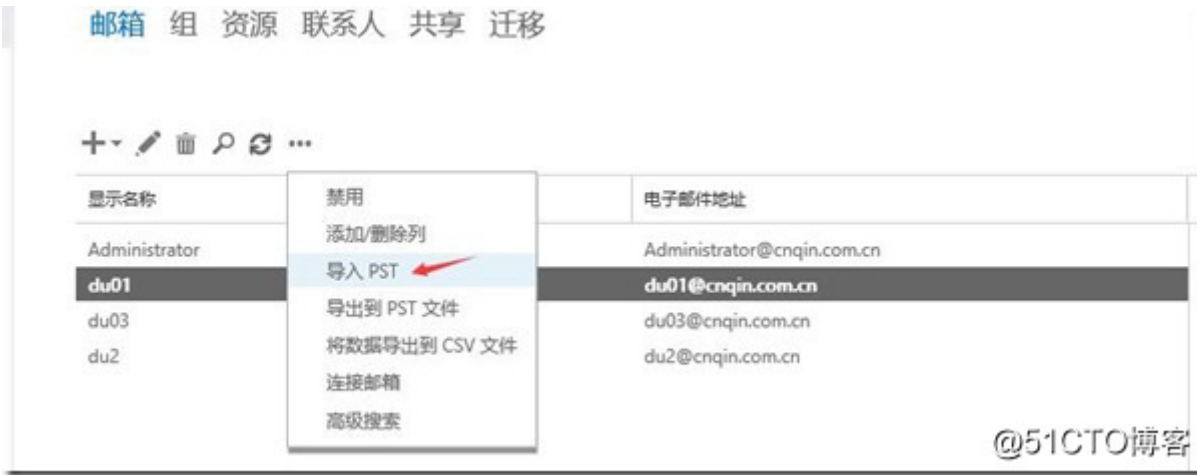 邮箱 组 资源 联系人 共享 迁移
显示名称 电子邮件地址
禁用
添加/删除列
导入 PST
导出到 PST 文件
将数据导出到 CSV 文件
连接邮箱
高级搜索
Administrator Administrator@cnqin.com.cn
du01 du01@cnqin.com.cn
du03 du03@cnqin.com.cn
du2 du2@cnqin.com.cn
@51CTO博客